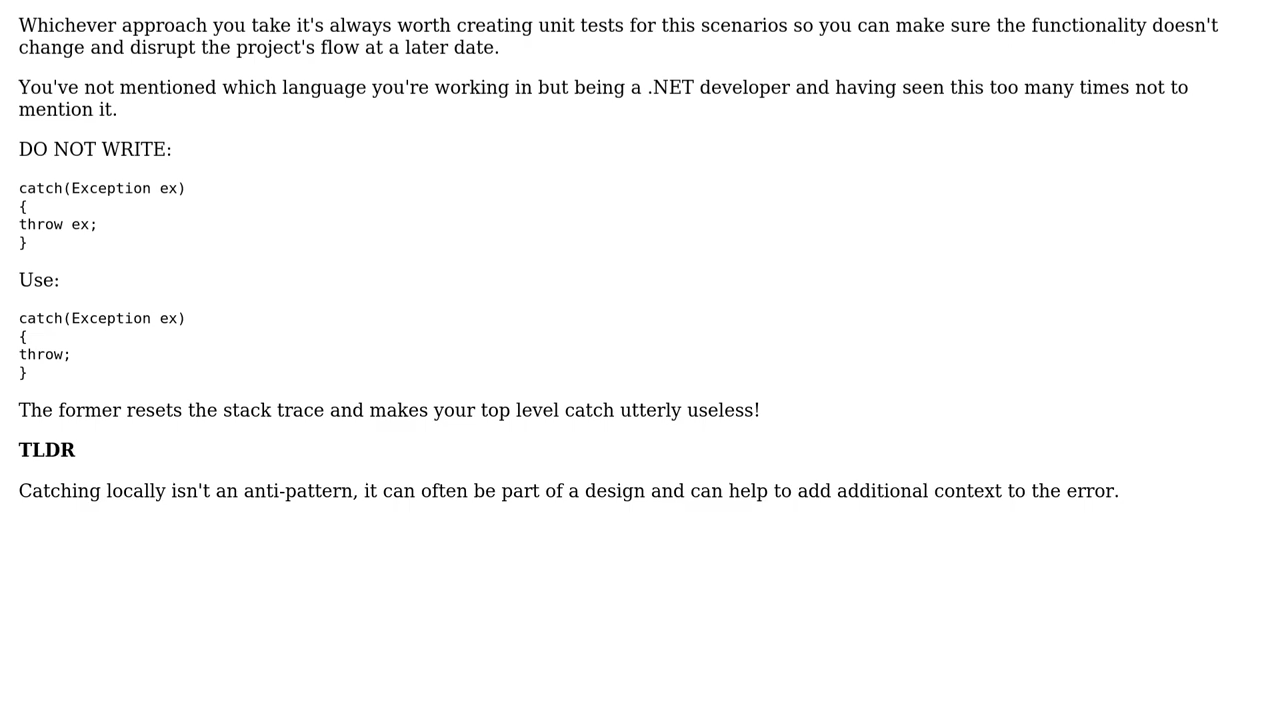 Whichever approach you take it's always worth creating unit tests for this scenarios so you can make sure the functionality doesn't
change and disrupt the project's flow at a later date.
You've not mentioned which language you're working in but being a .NET developer and having seen this too many times not to
mention it.
DO NOT WRITE:
catch(Exception ex)
{
throw ex;
}
Use:
catch(Exception ex)
{
throw;
}
The former resets the stack trace and makes your top level catch utterly useless!
TLDR
Catching locally isn't an anti-pattern, it can often be part of a design and can help to add additional context to the error.